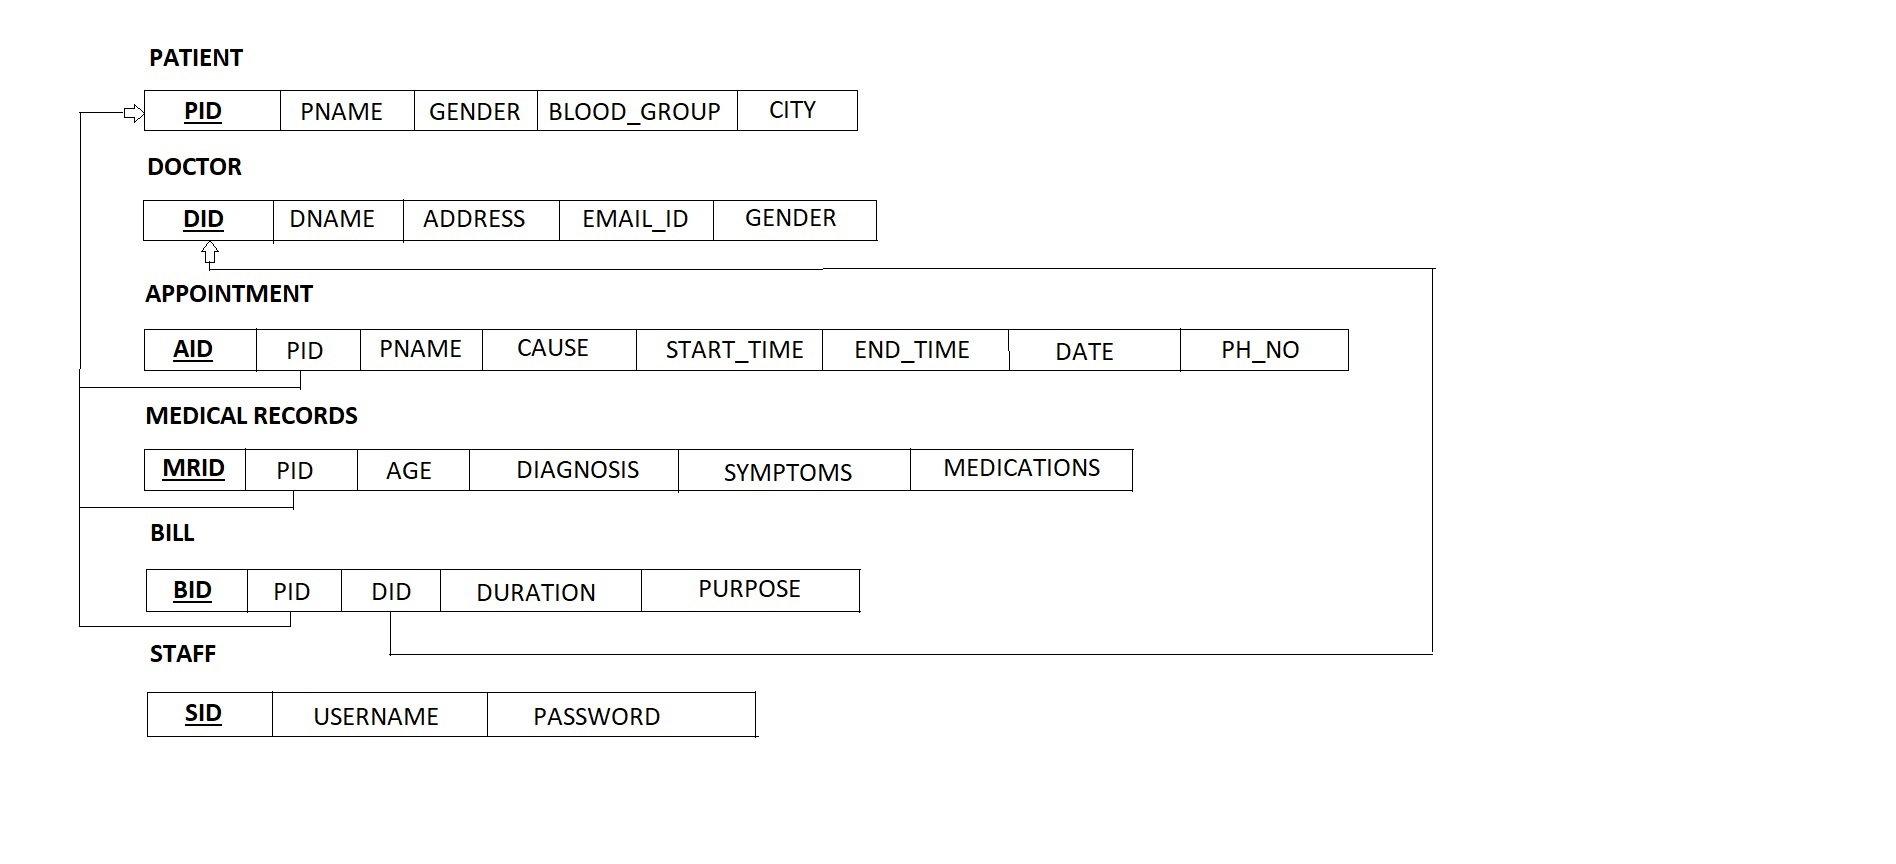 PATIENT
PID PNAME GENDER BLOOD_GROUP CITY
DOCTOR
DID DNAME ADDRESS EMAIL_ID GENDER
APPOINTMENT
AID PID PNAME CAUSE START_TIME END_TIME DATE PH_NO
MEDICAL RECORDS
MRID PID AGE DIAGNOSIS SYMPTOMS MEDICATIONS
BILL
BID PID DID DURATION PURPOSE
STAFF
SID USERNAME PASSWORD